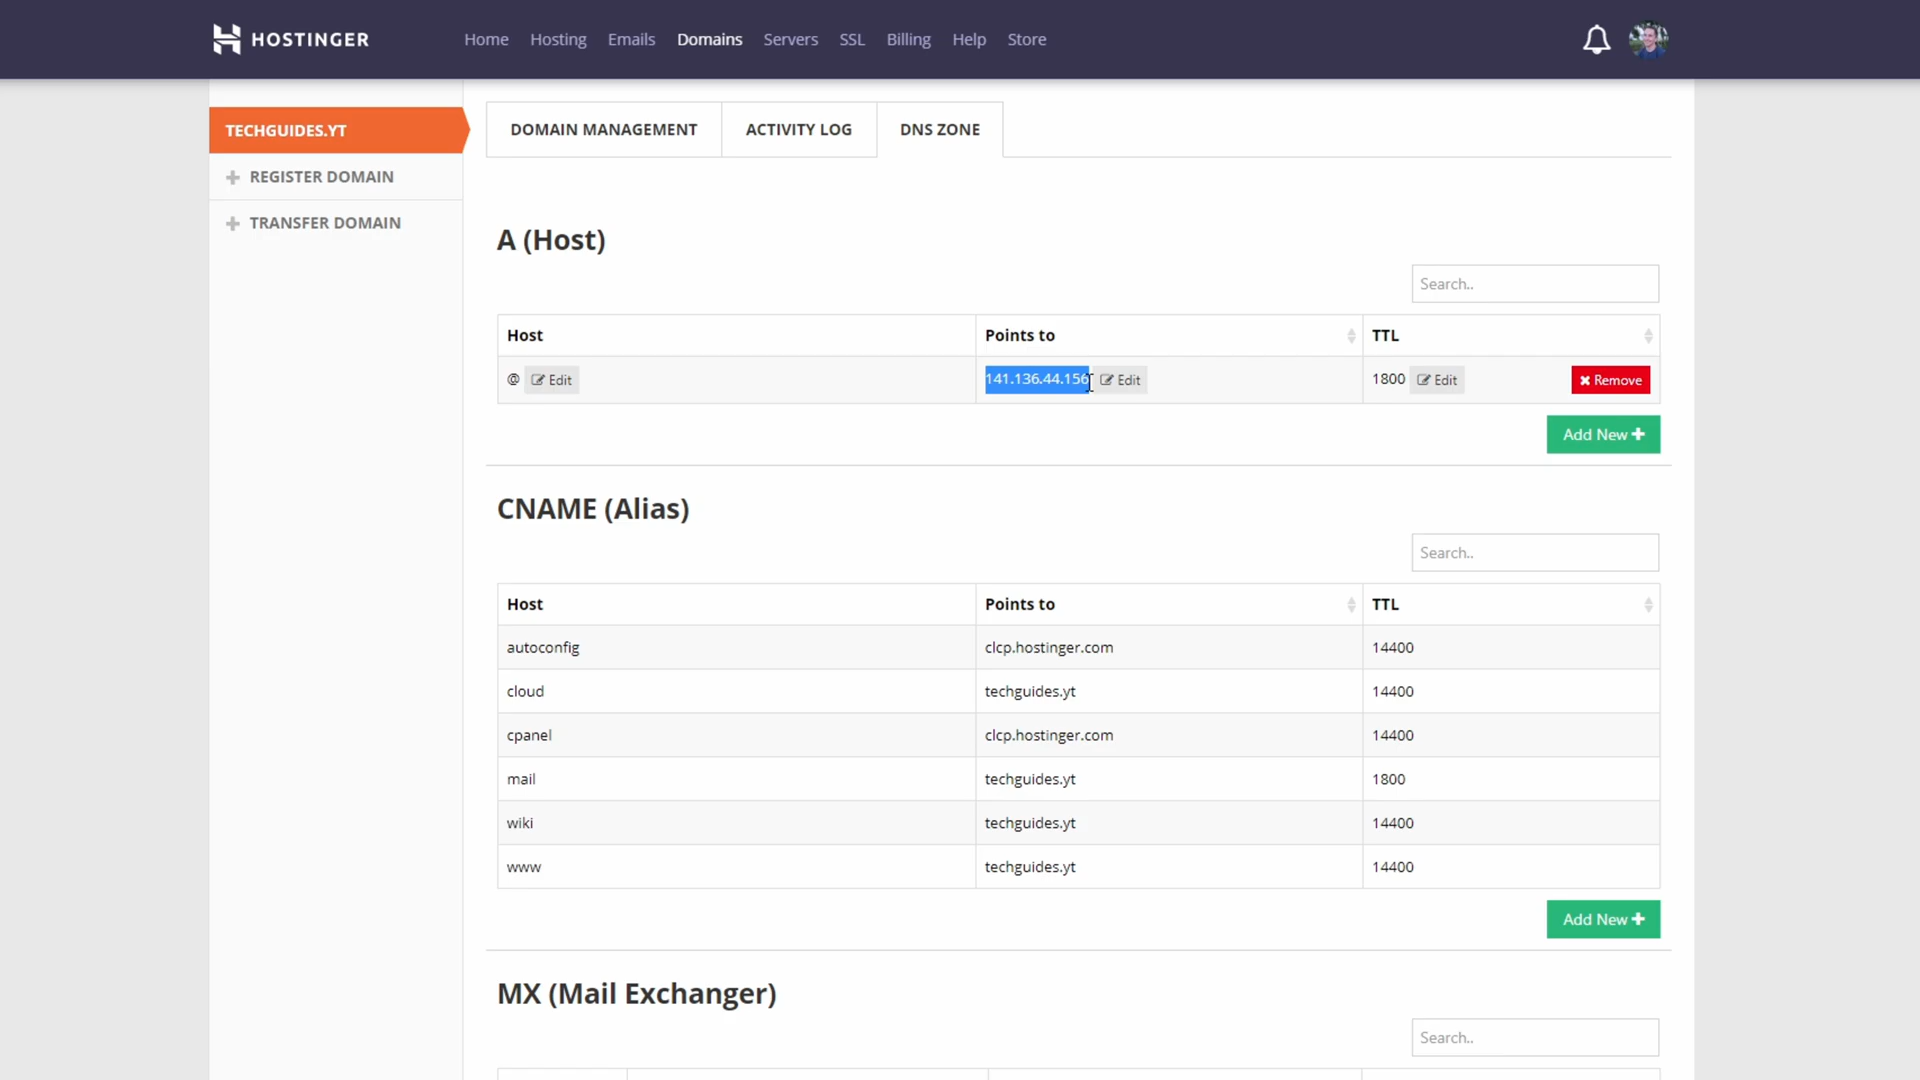 HOSTINGER
Home Hosting Emails Domains Servers SSL Billing Help Store
TECHGUIDES.YT
REGISTER DOMAIN
TRANSFER DOMAIN
DOMAIN MANAGEMENT ACTIVITY LOG DNS ZONE
A (Host)
Search..
Host Points to TTL
@ Edit 141.136.44.156 Edit 1800 Edit Remove
Add New
CNAME (Alias)
Search..
Host Points to TTL
autoconfig clcp.hostinger.com 14400
cloud techguides.yt 14400
cpanel clcp.hostinger.com 14400
mail techguides.yt 1800
wiki techguides.yt 14400
www techguides.yt 14400
Add New
MX (Mail Exchanger)
Search..